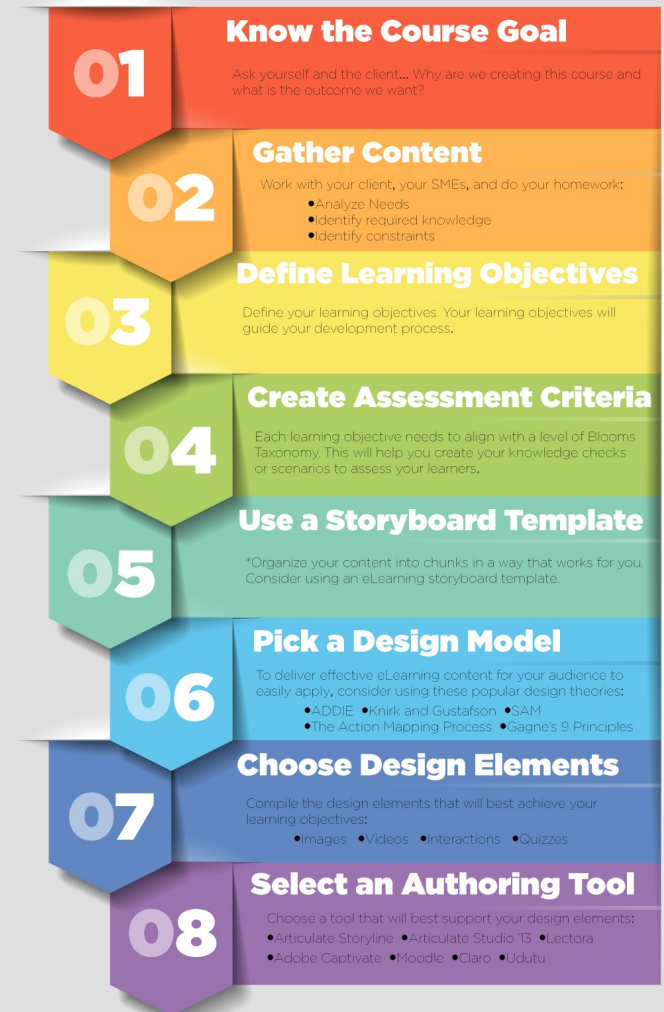 01
Know the Course Goal
Ask yourself and the client... Why are we creating this course and
what is the outcome we want?
02
Gather Content
Work with your client, your SMEs, and do your homework:
•Analyze Needs
•Identify required knowledge
•Identify constraints
03
Define Learning Objectives
Define your learning objectives. Your learning objectives will
guide your development process.
04
Create Assessment Criteria
Each learning objective needs to align with a level of Blooms
Taxonomy. This will help you create your knowledge checks
or scenarios to assess your learners.
05
Use a Storyboard Template
*Organize your content into chunks in a way that works for you.
Consider using an eLearning storyboard template.
06
Pick a Design Model
To deliver effective eLearning content for your audience to
easily apply, consider using these popular design theories:
•ADDIE •Knirk and Gustafson •SAM
•The Action Mapping Process •Gagne's 9 Principles
07
Choose Design Elements
Compile the design elements that will best achieve your
learning objectives:
•Images •Videos •Interactions •Quizzes
08
Select an Authoring Tool
Choose a tool that will best support your design elements:
•Articulate Storyline •Articulate Studio '13 •Lectora
•Adobe Captivate •Moodle •Claro •Udutu